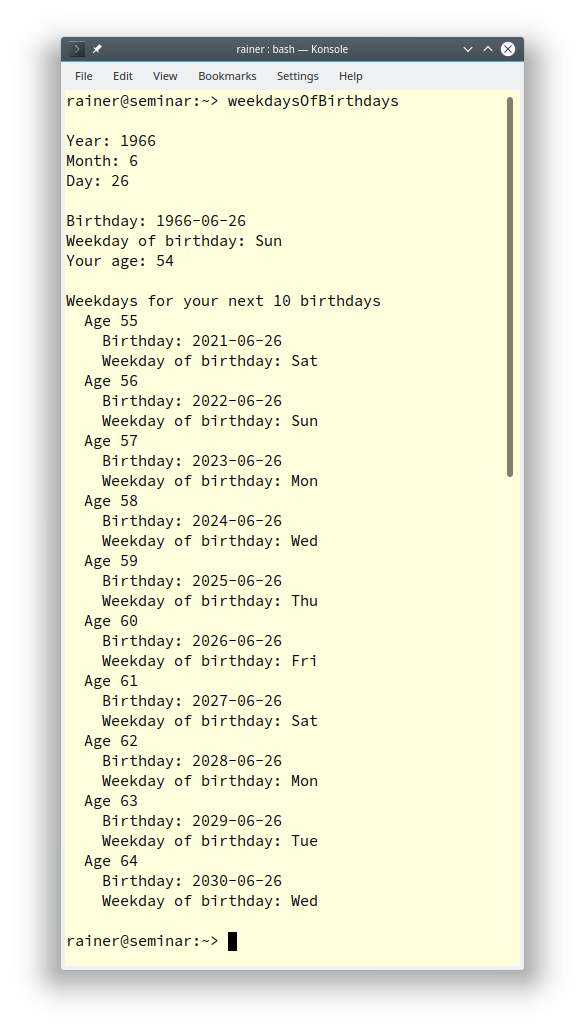 rainer : bash — Konsole
File Edit View Bookmarks Settings Help
rainer@seminar:~> weekdaysOfBirthdays
Year: 1966
Month: 6
Day: 26
Birthday: 1966-06-26
Weekday of birthday: Sun
Your age: 54
Weekdays for your next 10 birthdays
Age 55
Birthday: 2021-06-26
Weekday of birthday: Sat
Age 56
Birthday: 2022-06-26
Weekday of birthday: Sun
Age 57
Birthday: 2023-06-26
Weekday of birthday: Mon
Age 58
Birthday: 2024-06-26
Weekday of birthday: Wed
Age 59
Birthday: 2025-06-26
Weekday of birthday: Thu
Age 60
Birthday: 2026-06-26
Weekday of birthday: Fri
Age 61
Birthday: 2027-06-26
Weekday of birthday: Sat
Age 62
Birthday: 2028-06-26
Weekday of birthday: Mon
Age 63
Birthday: 2029-06-26
Weekday of birthday: Tue
Age 64
Birthday: 2030-06-26
Weekday of birthday: Wed
rainer@seminar:~>